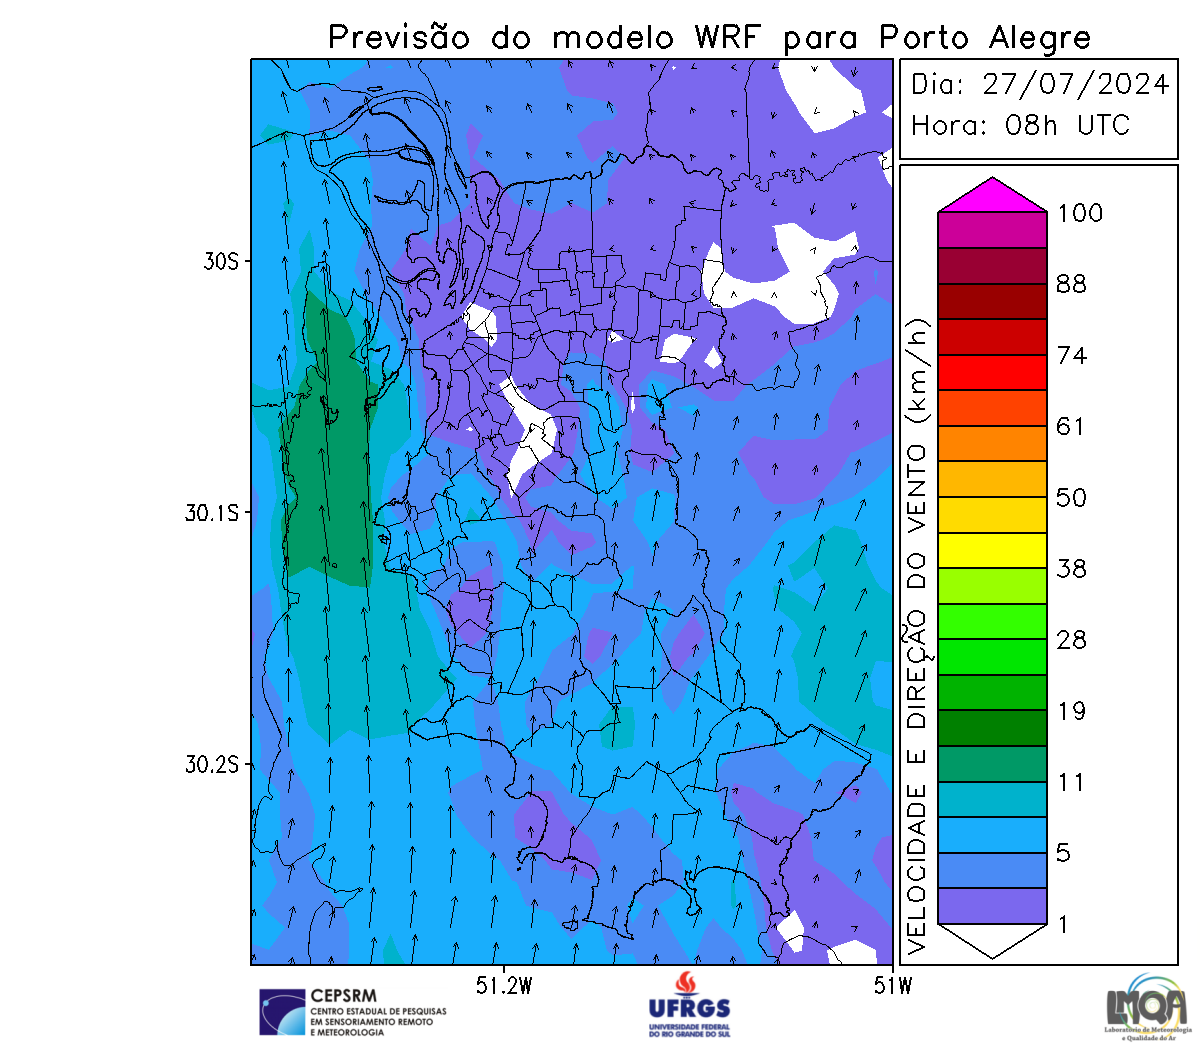 Previsão do modelo WRF para Porto Alegre
Dia: 27/07/2024
Hora: 08h UTC
30S
30.1S
30.2S
51.2W
51W
VELOCIDADE E DIREÇÃO DO VENTO (km/h)
100
88
74
61
50
38
28
19
11
5
1
CEPSRM
CENTRO ESTADUAL DE PESQUISAS
EM SENSORIAMENTO REMOTO
E METEOROLOGIA
UFRGS
UNIVERSIDADE FEDERAL
DO RIO GRANDE DO SUL
LMQA
Laboratório de Meteorologia
e Qualidade do Ar